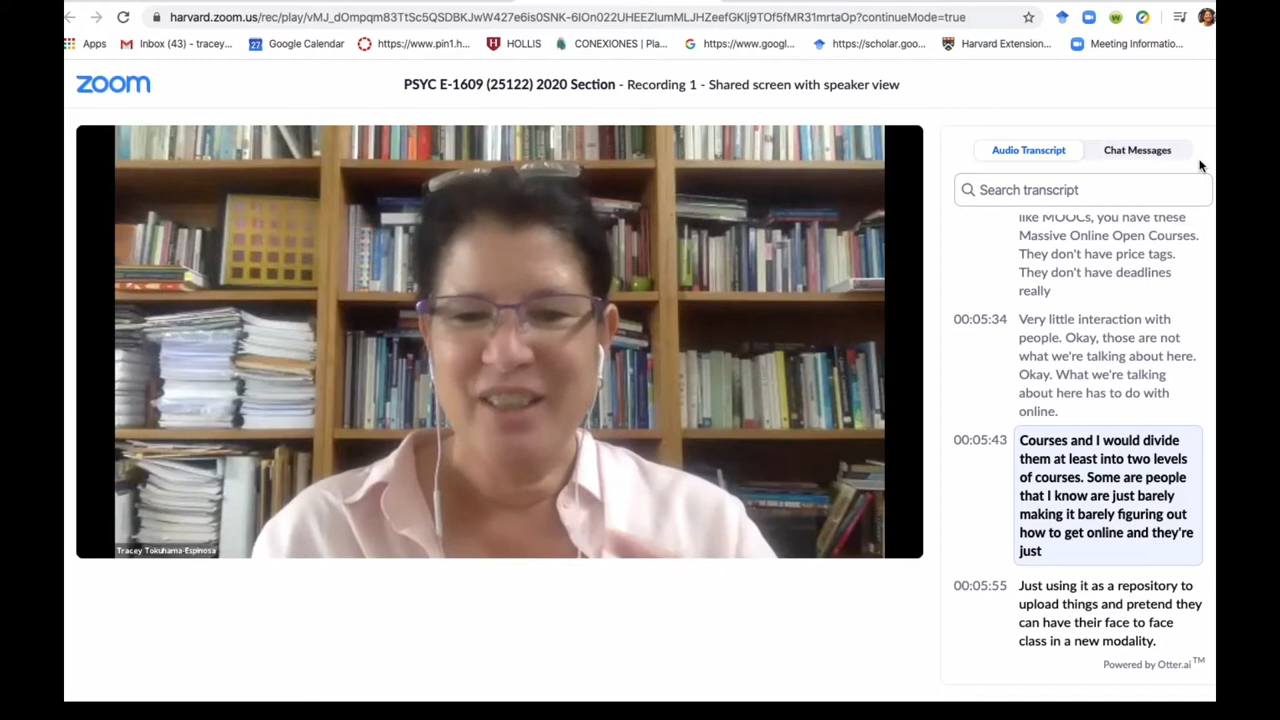 harvard.zoom.us/rec/play/vMJ_dOmpqm83TtSc5QSDBKJwW42Ze6is0SNK-6IOn022UHEEZlumMLJHZeefGKlj9TOf5fMR31mrtaOp?continueMode=true
Apps Inbox (43) - tracey... Google Calendar https://www.pin1.h... HOLLIS CONEXIONES | Pla... https://www.googl... https://scholar.goo... Harvard Extension... Meeting Informatio...
zoom
PSYC E-1609 (25122) 2020 Section - Recording 1 - Shared screen with speaker view
Tracey Tokuhama-Espinosa
Audio Transcript Chat Messages
Search transcript
like MOOCs, you have these
Massive Online Open Courses.
They don't have price tags.
They don't have deadlines
really
00:05:34 Very little interaction with
people. Okay, those are not
what we're talking about here.
Okay. What we're talking
about here has to do with
online.
00:05:43 Courses and I would divide
them at least into two levels
of courses. Some are people
that I know are just barely
making it barely figuring out
how to get online and they're
just
00:05:55 Just using it as a repository to
upload things and pretend they
can have their face to face
class in a new modality.
Powered by Otter.ai TM